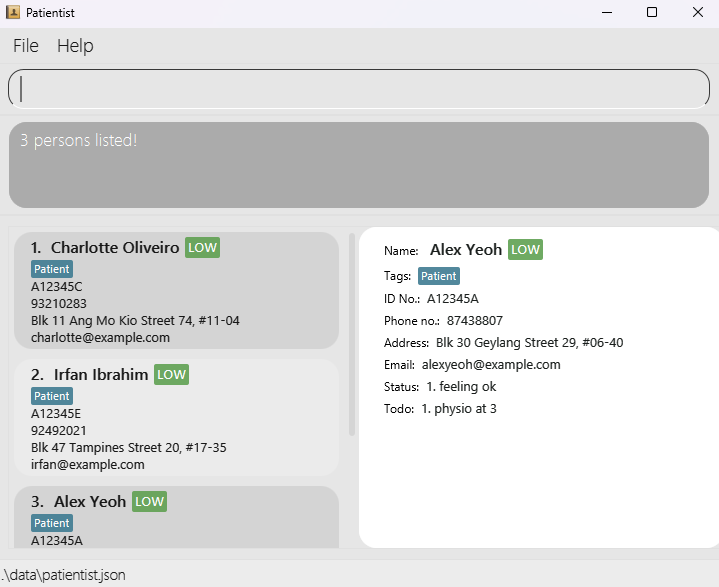 Patientist
File Help
3 persons listed!
1. Charlotte Oliveiro LOW
Patient
A12345C
93210283
Blk 11 Ang Mo Kio Street 74, #11-04
charlotte@example.com
2. Irfan Ibrahim LOW
Patient
A12345E
92492021
Blk 47 Tampines Street 20, #17-35
irfan@example.com
3. Alex Yeoh LOW
Patient
A12345A
Name: Alex Yeoh LOW
Tags: Patient
ID No.: A12345A
Phone no.: 87438807
Address: Blk 30 Geylang Street 29, #06-40
Email: alexyeoh@example.com
Status: 1. feeling ok
Todo: 1. physio at 3
.\data\patientist.json